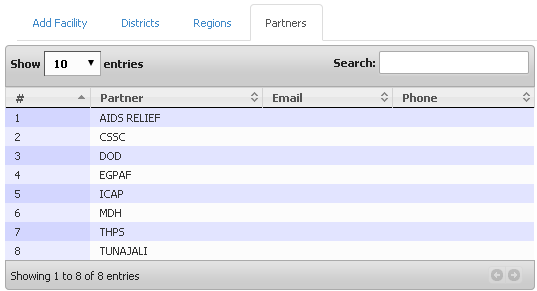 Add Facility Districts Regions Partners
Show 10 entries Search:
# Partner Email Phone
1 AIDS RELIEF
2 CSSC
3 DOD
4 EGPAF
5 ICAP
6 MDH
7 THPS
8 TUNAJALI
Showing 1 to 8 of 8 entries